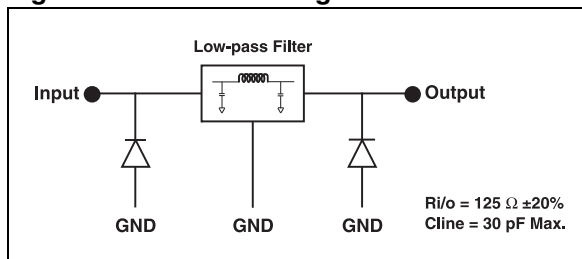 Low-pass Filter
Input
Output
GND
GND
GND
Ri/o = 125 Ω ±20%
Cline = 30 pF Max.